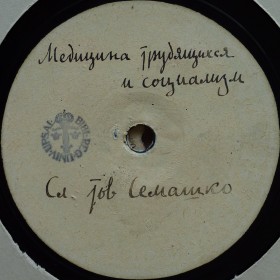 Медицина трудящихся
и социализм
Сл. тов Семашко